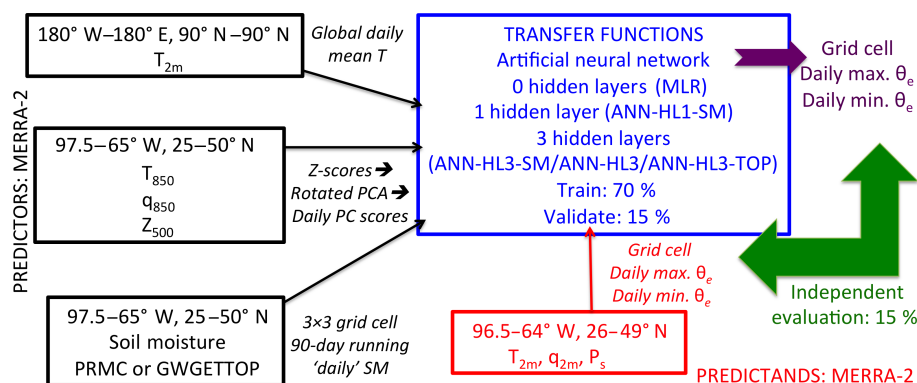 PREDICTORS: MERRA-2
180° W–180° E, 90° N –90° N
T2m
Global daily
mean T
97.5–65° W, 25–50° N
T850
q850
Z500
Z-scores➔
Rotated PCA➔
Daily PC scores
97.5–65° W, 25–50° N
Soil moisture
PRMC or GWGETTOP
3×3 grid cell
90-day running
‘daily’ SM
TRANSFER FUNCTIONS
Artificial neural network
0 hidden layers (MLR)
1 hidden layer (ANN-HL1-SM)
3 hidden layers
(ANN-HL3-SM/ANN-HL3/ANN-HL3-TOP)
Train: 70 %
Validate: 15 %
Grid cell
Daily max. θe
Daily min. θe
Grid cell
Daily max. θe
Daily min. θe
96.5–64° W, 26–49° N
T2m, q2m, Ps
Independent
evaluation: 15 %
PREDICTANDS: MERRA-2